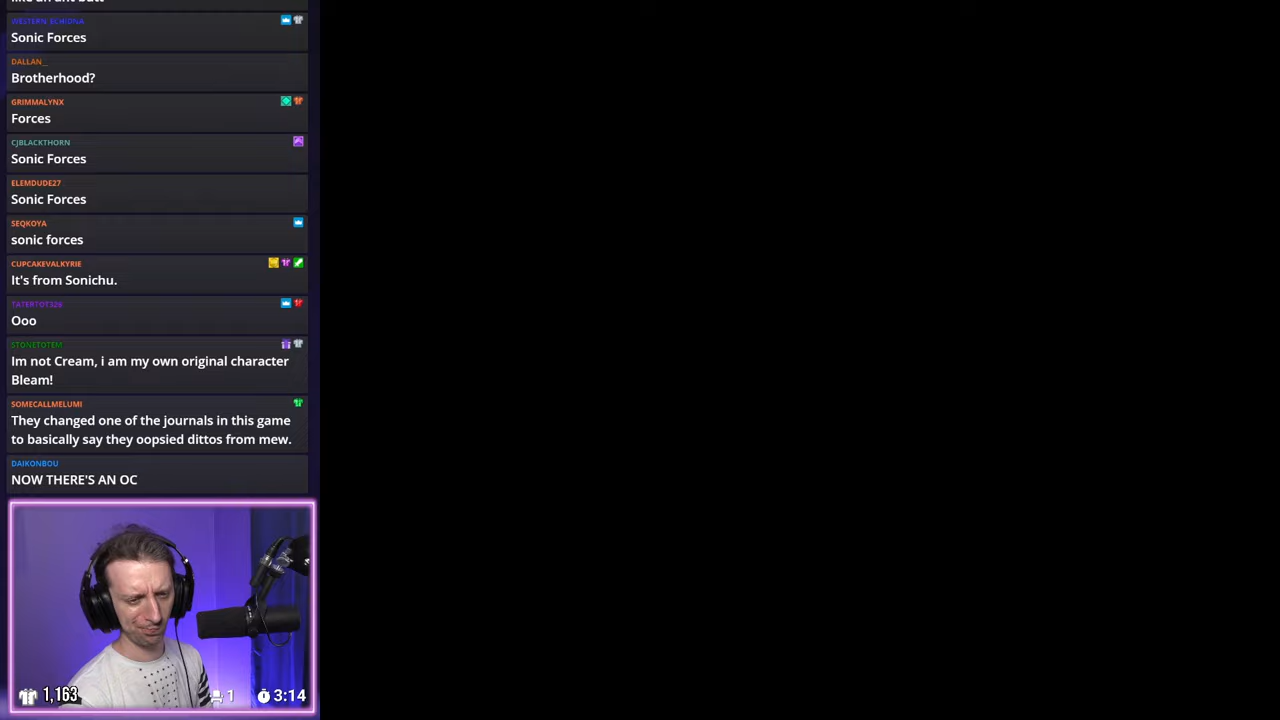 WESTERN_ECHIDNA
Sonic Forces
DALLAN_
Brotherhood?
GRIMMALYNX
Forces
CJBLACKTHORN
Sonic Forces
ELEMDUDE27
Sonic Forces
SEQKOYA
sonic forces
CUPCAKEVALKYRIE
It's from Sonichu.
TATERTOT326
Ooo
STONETOTEM
Im not Cream, i am my own original character
Bleam!
SOMECALLMELUMI
They changed one of the journals in this game
to basically say they oopsied dittos from mew.
DAIKONBOU
NOW THERE'S AN OC
1,163
1
3:14